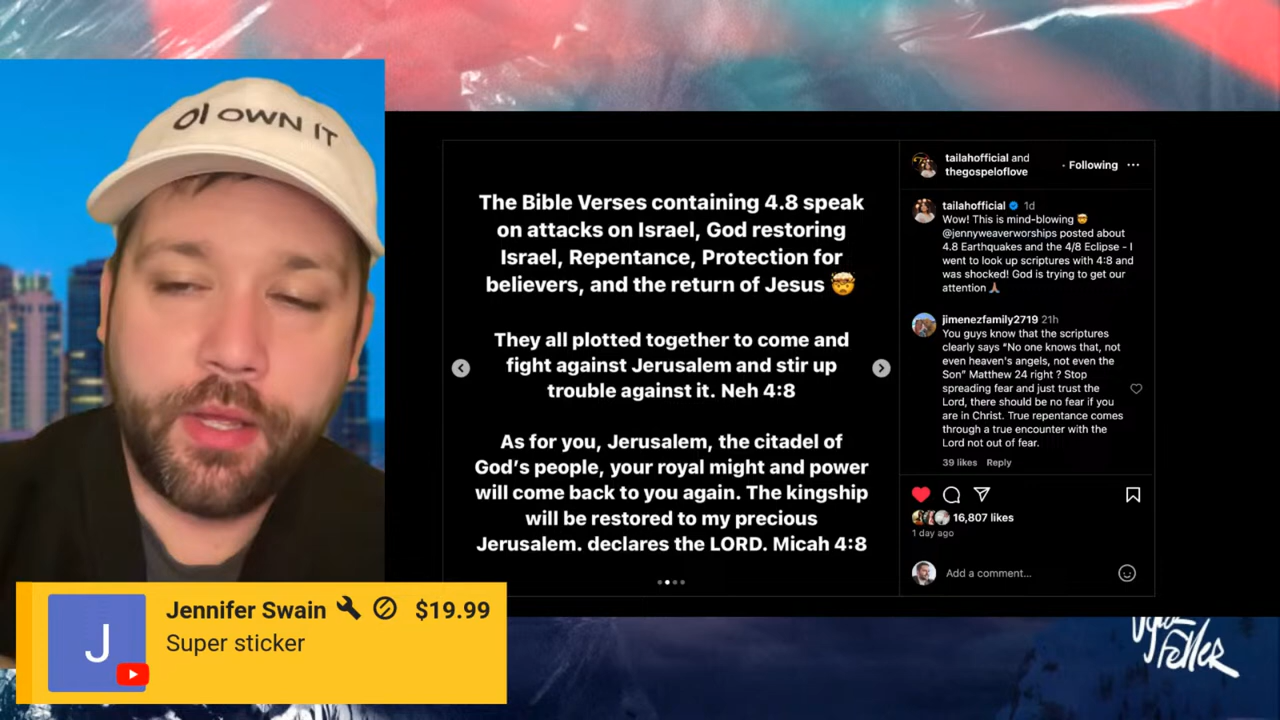 OWN IT
The Bible Verses containing 4.8 speak
on attacks on Israel, God restoring
Israel, Repentance, Protection for
believers, and the return of Jesus 🤯
They all plotted together to come and
fight against Jerusalem and stir up
trouble against it. Neh 4:8
As for you, Jerusalem, the citadel of
God's people, your royal might and power
will come back to you again. The kingship
will be restored to my precious
Jerusalem. declares the LORD. Micah 4:8
tailahofficial and
thegospeloflove
• Following
tailahofficial 1d
Wow! This is mind-blowing 🤯
@jennyweaverworships posted about
4.8 Earthquakes and the 4/8 Eclipse - I
went to look up scriptures with 4:8 and
was shocked! God is trying to get our
attention 🙏🏽
jimenezfamily2719 21h
You guys know that the scriptures
clearly says "No one knows that, not
even heaven's angels, not even the
Son" Matthew 24 right ? Stop
spreading fear and just trust the
Lord, there should be no fear if you
are in Christ. True repentance comes
through a true encounter with the
Lord not out of fear.
39 likes Reply
16,807 likes
1 day ago
Add a comment...
J
Jennifer Swain $19.99
Super sticker
Feller